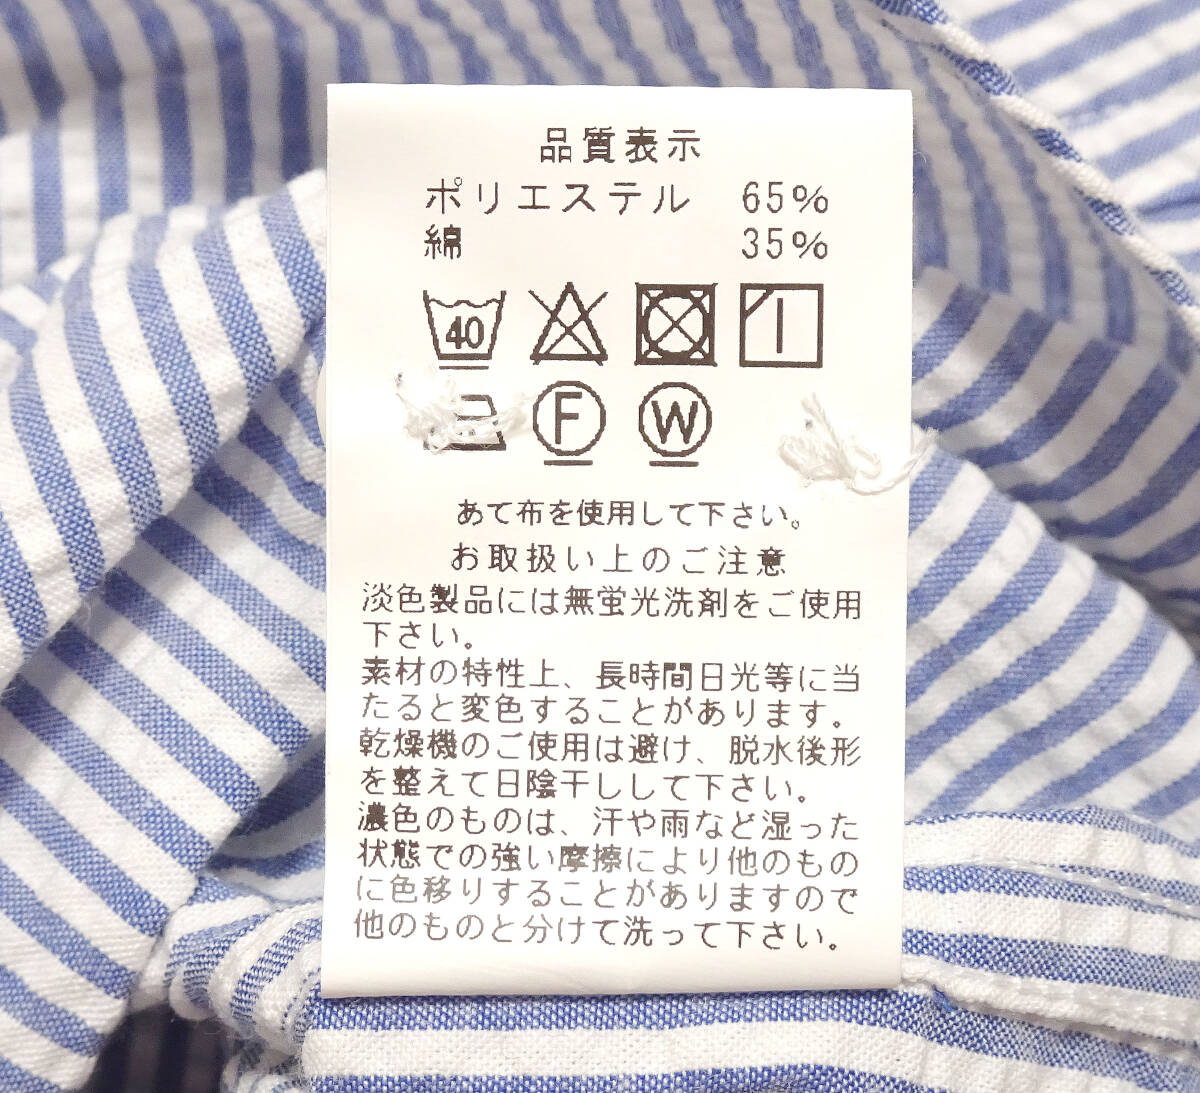 品質表示
ポリエステル 65%
綿 35%
40
F W
あて布を使用して下さい。
お取扱い上のご注意
淡色製品には無蛍光洗剤をご使用
下さい。
素材の特性上、長時間日光等に当
たると変色することがあります。
乾燥機のご使用は避け、脱水後形
を整えて日陰干しして下さい。
濃色のものは、汗や雨など湿った
状態での強い摩擦により他のもの
に色移りすることがありますので
他のものと分けて洗って下さい。